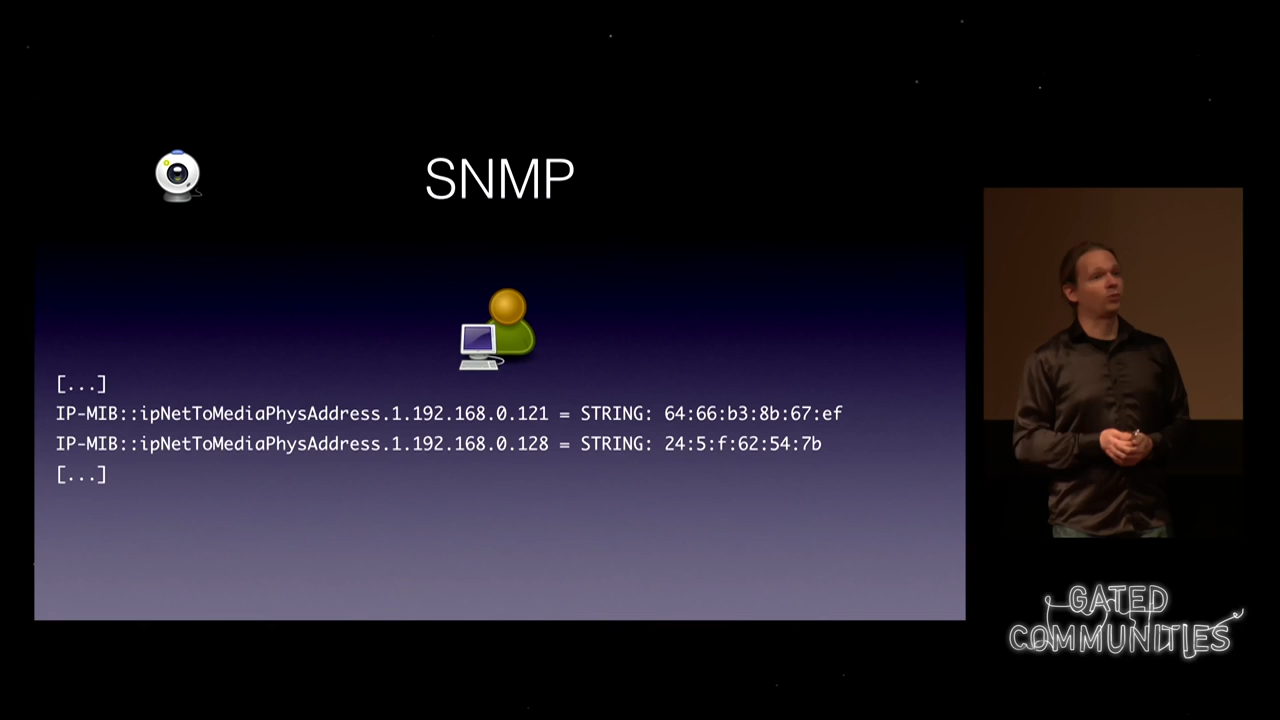 SNMP
[...]
IP-MIB::ipNetToMediaPhysAddress.1.192.168.0.121 = STRING: 64:66:b3:8b:67:ef
IP-MIB::ipNetToMediaPhysAddress.1.192.168.0.128 = STRING: 24:5:f:62:54:7b
[...]
GATED
COMMUNITIES